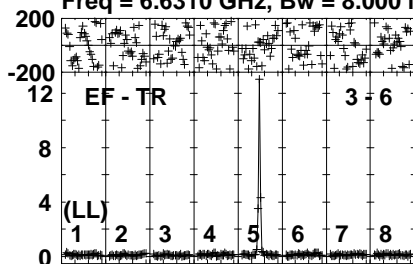 Freq = 6.6310 GHz, Bw = 8.000
200
-200
12
EF - TR 3 - 6
8
4
(LL)
1 2 3 4 5 6 7 8
0